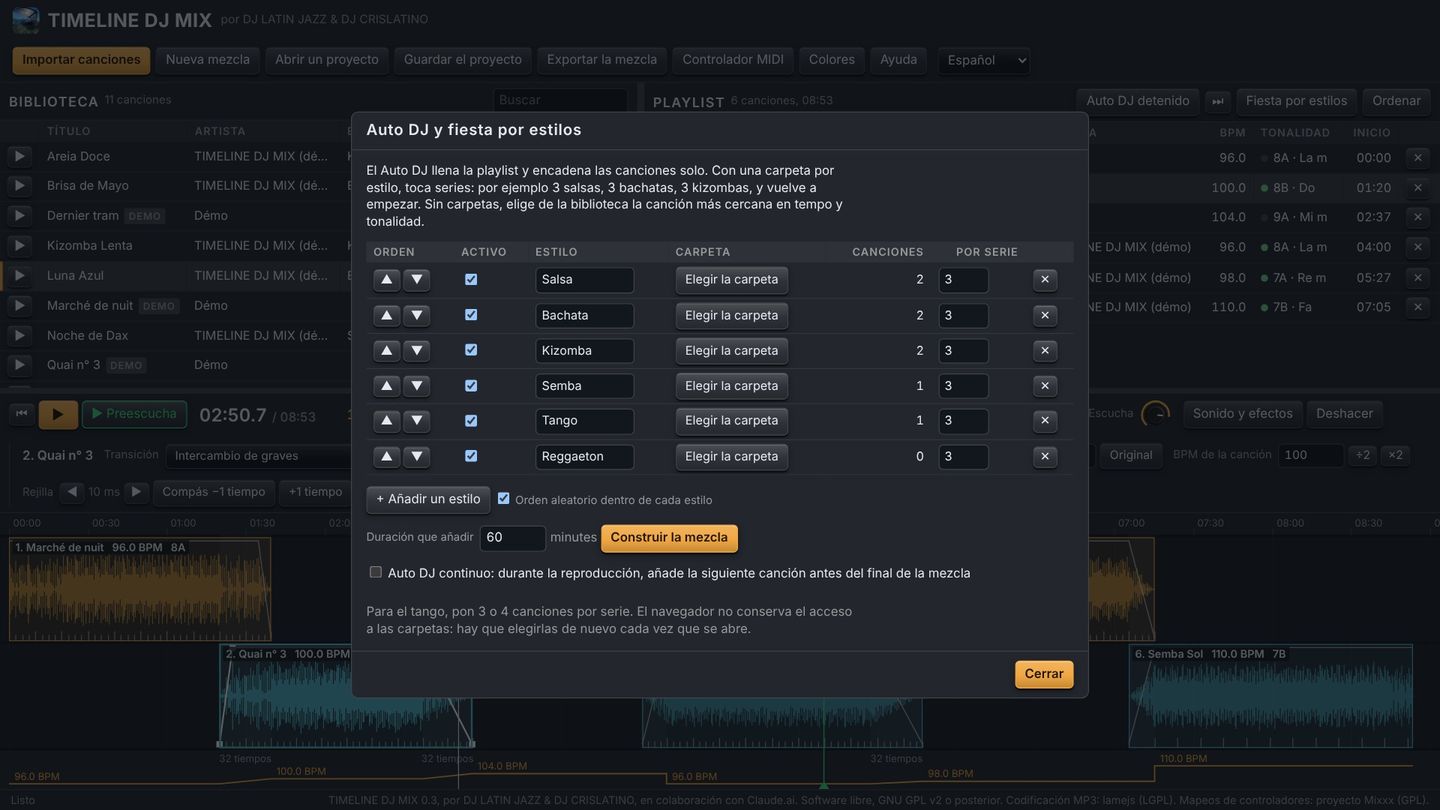 TIMELINE DJ MIX por DJ LATIN JAZZ & DJ CRISLATINO
Importar canciones Nueva mezcla Abrir un proyecto Guardar el proyecto Exportar la mezcla Controlador MIDI Colores Ayuda Español
BIBLIOTECA 11 canciones Buscar
TÍTULO ARTISTA
Areia Doce TIMELINE DJ MIX (dé...
Brisa de Mayo TIMELINE DJ MIX (dé...
Dernier tram DEMO Démo
Kizomba Lenta TIMELINE DJ MIX (dé...
Luna Azul TIMELINE DJ MIX (dé...
Marché de nuit DEMO Démo
Noche de Dax TIMELINE DJ MIX (dé...
Quai n° 3 DEMO Démo
PLAYLIST 6 canciones, 08:53 Auto DJ detenido Fiesta por estilos Ordenar
BPM TONALIDAD INICIO
96.0 8A · La m 00:00 ✕
100.0 8B · Do 01:20 ✕
104.0 9A · Mi m 02:37 ✕
NE DJ MIX (démo) 96.0 8A · La m 04:00 ✕
NE DJ MIX (démo) 98.0 7A · Re m 05:27 ✕
NE DJ MIX (démo) 110.0 7B · Fa 07:05 ✕
Auto DJ y fiesta por estilos
El Auto DJ llena la playlist y encadena las canciones solo. Con una carpeta por
estilo, toca series: por ejemplo 3 salsas, 3 bachatas, 3 kizombas, y vuelve a
empezar. Sin carpetas, elige de la biblioteca la canción más cercana en tempo y
tonalidad.
ORDEN ACTIVO ESTILO CARPETA CANCIONES POR SERIE
▲ ▼ Salsa Elegir la carpeta 2 3 ✕
▲ ▼ Bachata Elegir la carpeta 2 3 ✕
▲ ▼ Kizomba Elegir la carpeta 2 3 ✕
▲ ▼ Semba Elegir la carpeta 1 3 ✕
▲ ▼ Tango Elegir la carpeta 1 3 ✕
▲ ▼ Reggaeton Elegir la carpeta 0 3 ✕
+ Añadir un estilo Orden aleatorio dentro de cada estilo
Duración que añadir 60 minutes Construir la mezcla
Auto DJ continuo: durante la reproducción, añade la siguiente canción antes del final de la mezcla
Para el tango, pon 3 o 4 canciones por serie. El navegador no conserva el acceso
a las carpetas: hay que elegirlas de nuevo cada vez que se abre.
Cerrar
Preescucha 02:50.7 / 08:53 Escucha Sonido y efectos Deshacer
2. Quai n° 3 Transición Intercambio de graves Original BPM de la canción 100 ÷2 ×2
Rejilla ◀ 10 ms ▶ Compás −1 tiempo +1 tiempo
00:00 00:30 01:00 01:30 07:00 07:30 08:00 08:30
1. Marché de nuit 96.0 BPM 8A
2. Quai n° 3 100.0 BPM
6. Semba Sol 110.0 BPM 7B
32 tiempos 32 tiempos 32 tiempos
96.0 BPM 100.0 BPM 104.0 BPM 96.0 BPM 98.0 BPM 110.0 BPM
Listo TIMELINE DJ MIX 0.3, por DJ LATIN JAZZ & DJ CRISLATINO, en colaboración con Claude.ai. Software libre, GNU GPL v2 o posterior. Codificación MP3: lamejs (LGPL). Mapeos de controladores: proyecto Mixxx (GPL).